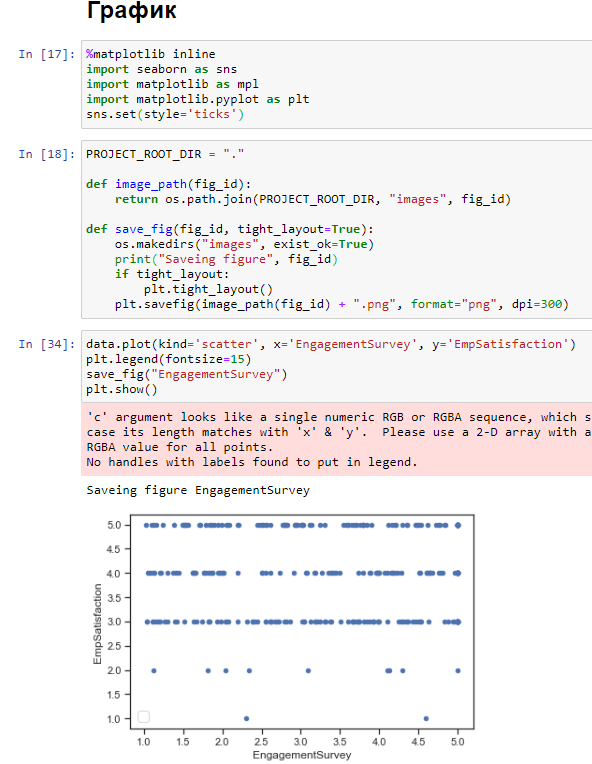 График
In [17]: %matplotlib inline
import seaborn as sns
import matplotlib as mpl
import matplotlib.pyplot as plt
sns.set(style='ticks')
In [18]: PROJECT_ROOT_DIR = "."
def image_path(fig_id):
    return os.path.join(PROJECT_ROOT_DIR, "images", fig_id)
def save_fig(fig_id, tight_layout=True):
    os.makedirs("images", exist_ok=True)
    print("Saveing figure", fig_id)
    if tight_layout:
        plt.tight_layout()
    plt.savefig(image_path(fig_id) + ".png", format="png", dpi=300)
In [34]: data.plot(kind='scatter', x='EngagementSurvey', y='EmpSatisfaction')
plt.legend(fontsize=15)
save_fig("EngagementSurvey")
plt.show()
'c' argument looks like a single numeric RGB or RGBA sequence, which s
case its length matches with 'x' & 'y'.  Please use a 2-D array with a
RGBA value for all points.
No handles with labels found to put in legend.
Saveing figure EngagementSurvey
5.0
4.5
4.0
3.5
3.0
2.5
2.0
1.5
1.0
EmpSatisfaction
1.0 1.5 2.0 2.5 3.0 3.5 4.0 4.5 5.0
EngagementSurvey